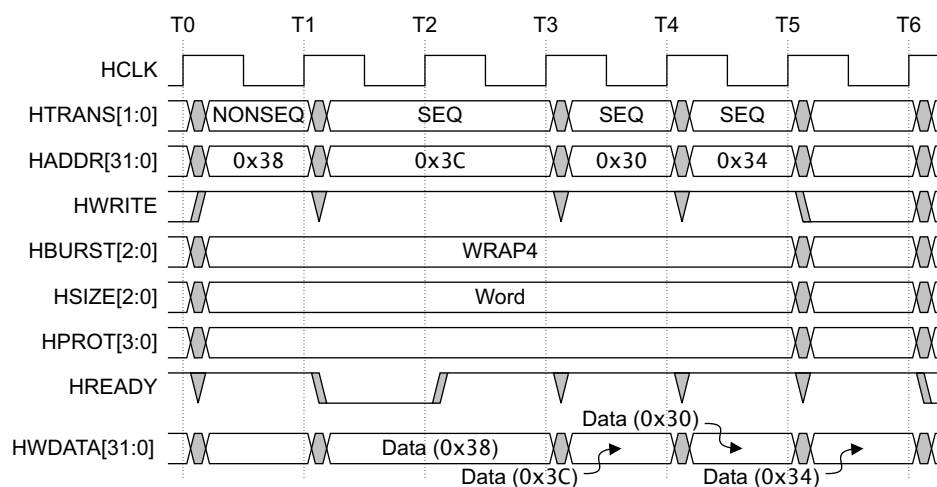 T0 T1 T2 T3 T4 T5 T6
HCLK
HTRANS[1:0] NONSEQ SEQ SEQ SEQ
HADDR[31:0] 0x38 0x3C 0x30 0x34
HWRITE
HBURST[2:0] WRAP4
HSIZE[2:0] Word
HPROT[3:0]
HREADY
Data (0x30)
HWDATA[31:0] Data (0x38)
Data (0x3C) Data (0x34)